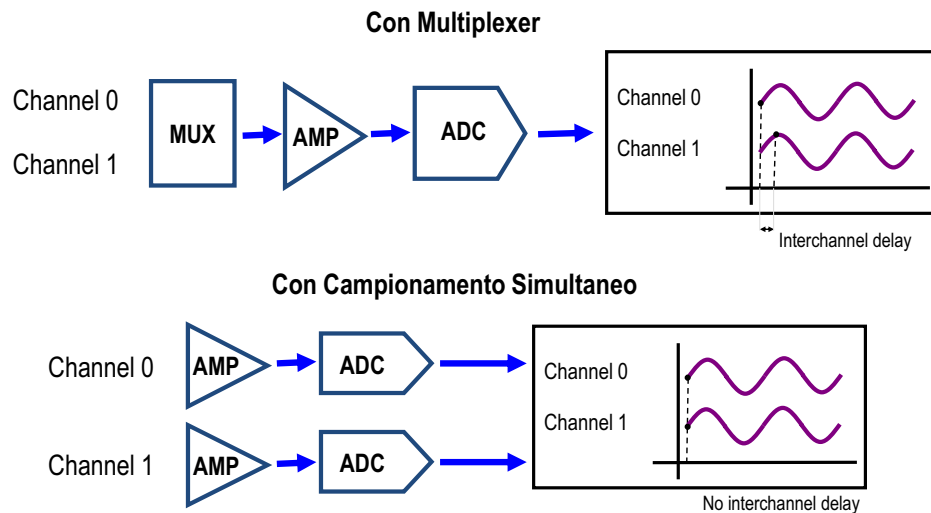 Con Multiplexer
Channel 0
Channel 1
MUX
AMP
ADC
Channel 0
Channel 1
Interchannel delay
Con Campionamento Simultaneo
Channel 0
AMP
ADC
Channel 0
Channel 1
Channel 1
AMP
ADC
No interchannel delay